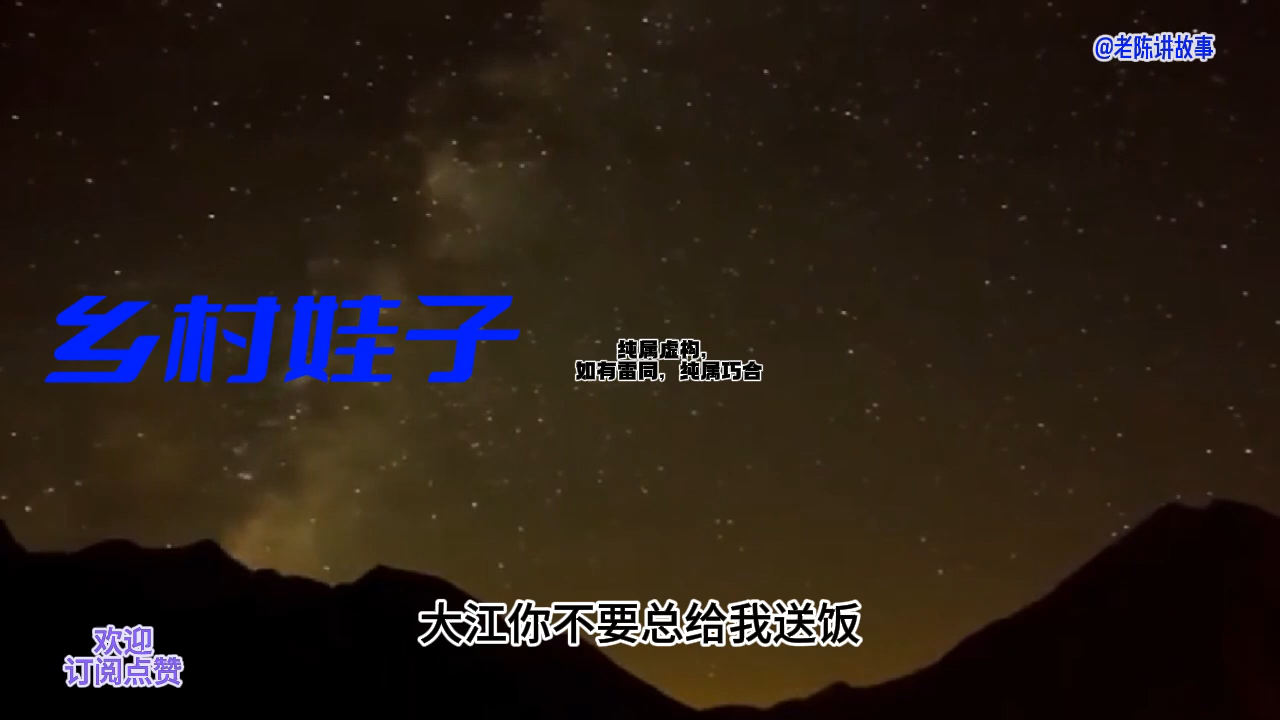 @老陈讲故事
乡村娃子
纯属虚构,
如有雷同，纯属巧合
大江你不要总给我送饭
欢迎
订阅点赞